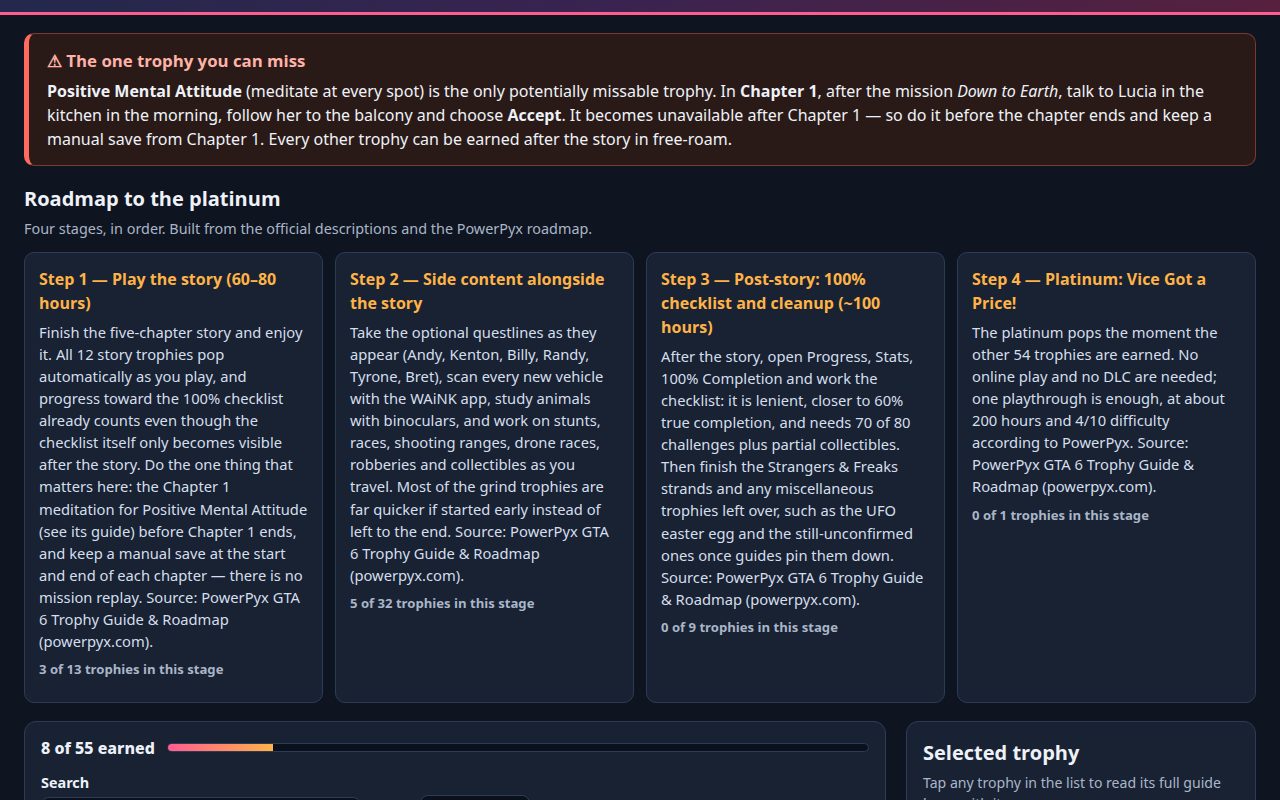 ⚠ The one trophy you can miss
Positive Mental Attitude (meditate at every spot) is the only potentially missable trophy. In Chapter 1, after the mission Down to Earth, talk to Lucia in the
kitchen in the morning, follow her to the balcony and choose Accept. It becomes unavailable after Chapter 1 — so do it before the chapter ends and keep a
manual save from Chapter 1. Every other trophy can be earned after the story in free-roam.
Roadmap to the platinum
Four stages, in order. Built from the official descriptions and the PowerPyx roadmap.
Step 1 — Play the story (60–80
hours)
Finish the five-chapter story and enjoy
it. All 12 story trophies pop
automatically as you play, and
progress toward the 100% checklist
already counts even though the
checklist itself only becomes visible
after the story. Do the one thing that
matters here: the Chapter 1
meditation for Positive Mental Attitude
(see its guide) before Chapter 1 ends,
and keep a manual save at the start
and end of each chapter — there is no
mission replay. Source: PowerPyx GTA
6 Trophy Guide & Roadmap
(powerpyx.com).
3 of 13 trophies in this stage
Step 2 — Side content alongside
the story
Take the optional questlines as they
appear (Andy, Kenton, Billy, Randy,
Tyrone, Bret), scan every new vehicle
with the WAiNK app, study animals
with binoculars, and work on stunts,
races, shooting ranges, drone races,
robberies and collectibles as you
travel. Most of the grind trophies are
far quicker if started early instead of
left to the end. Source: PowerPyx GTA
6 Trophy Guide & Roadmap
(powerpyx.com).
5 of 32 trophies in this stage
Step 3 — Post-story: 100%
checklist and cleanup (~100
hours)
After the story, open Progress, Stats,
100% Completion and work the
checklist: it is lenient, closer to 60%
true completion, and needs 70 of 80
challenges plus partial collectibles.
Then finish the Strangers & Freaks
strands and any miscellaneous
trophies left over, such as the UFO
easter egg and the still-unconfirmed
ones once guides pin them down.
Source: PowerPyx GTA 6 Trophy Guide
& Roadmap (powerpyx.com).
0 of 9 trophies in this stage
Step 4 — Platinum: Vice Got a
Price!
The platinum pops the moment the
other 54 trophies are earned. No
online play and no DLC are needed;
one playthrough is enough, at about
200 hours and 4/10 difficulty
according to PowerPyx. Source:
PowerPyx GTA 6 Trophy Guide &
Roadmap (powerpyx.com).
0 of 1 trophies in this stage
8 of 55 earned
Search
Selected trophy
Tap any trophy in the list to read its full guide